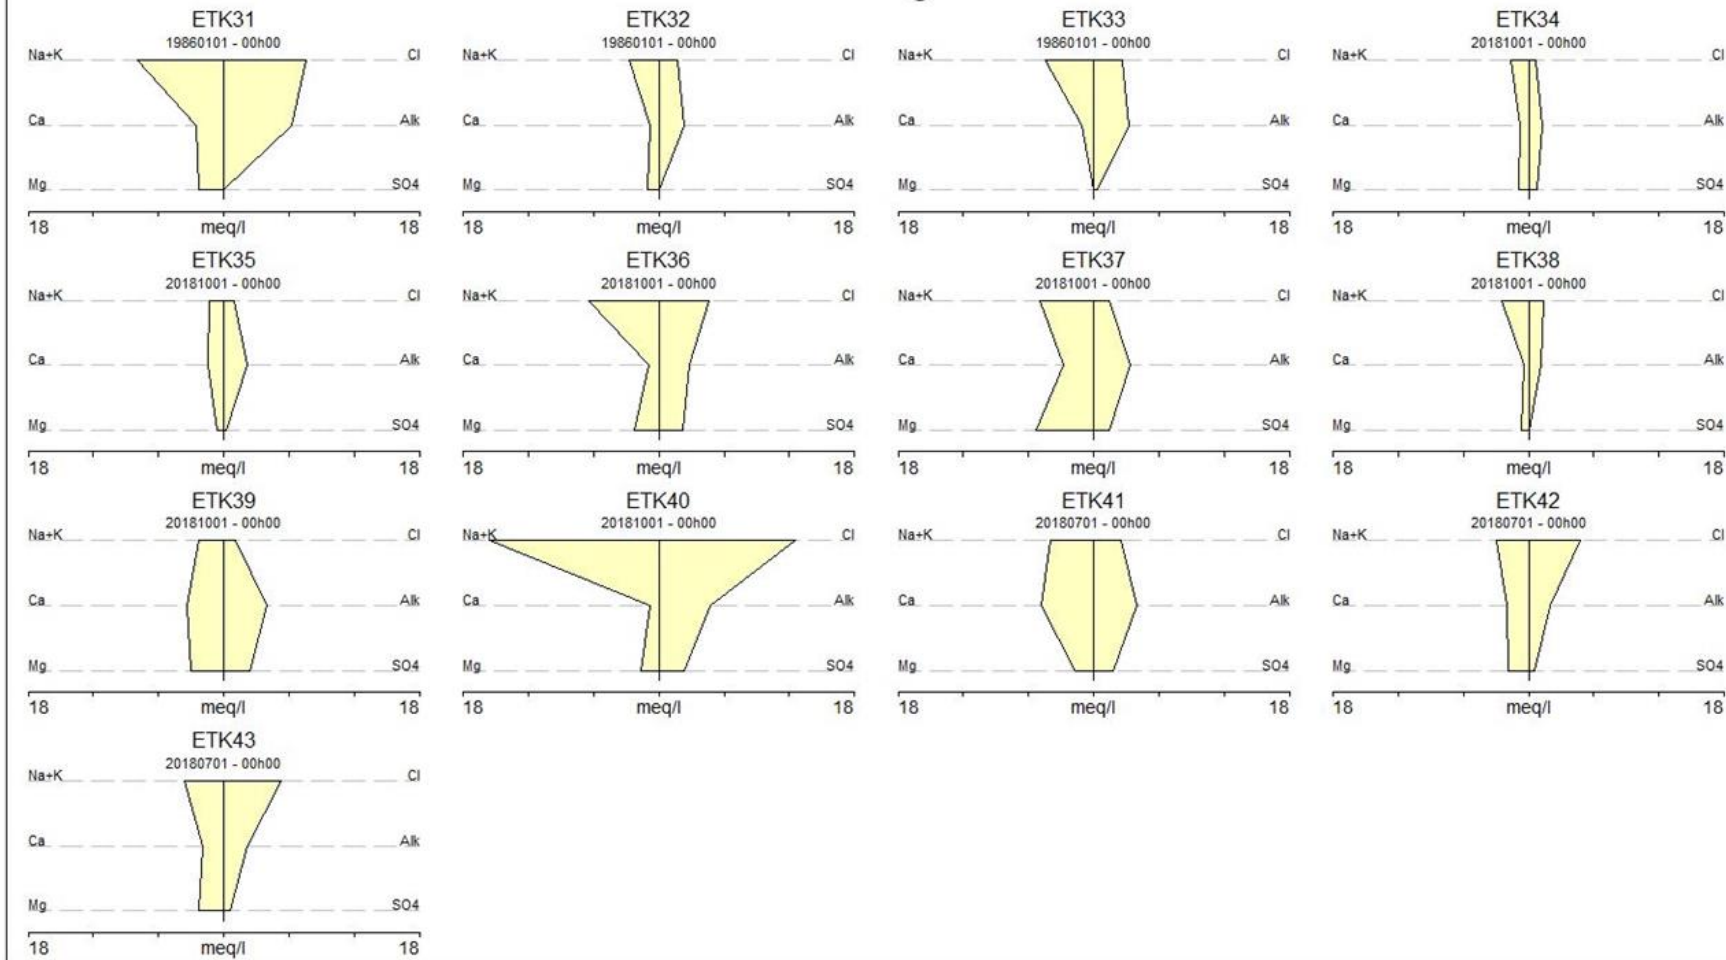 ETK31 ETK32 ETK33 ETK34
19860101 - 00h00 19860101 - 00h00 19860101 - 00h00 20181001 - 00h00
Na+K Cl Na+K Cl Na+K Cl Na+K Cl
Ca Alk Ca Alk Ca Alk Ca Alk
Mg SO4 Mg SO4 Mg SO4 Mg SO4
18 meq/l 18 18 meq/l 18 18 meq/l 18 18 meq/l 18
ETK35 ETK36 ETK37 ETK38
20181001 - 00h00 20181001 - 00h00 20181001 - 00h00 20181001 - 00h00
Na+K Cl Na+K Cl Na+K Cl Na+K Cl
Ca Alk Ca Alk Ca Alk Ca Alk
Mg SO4 Mg SO4 Mg SO4 Mg SO4
18 meq/l 18 18 meq/l 18 18 meq/l 18 18 meq/l 18
ETK39 ETK40 ETK41 ETK42
20181001 - 00h00 20181001 - 00h00 20180701 - 00h00 20180701 - 00h00
Na+K Cl Na+K Cl Na+K Cl Na+K Cl
Ca Alk Ca Alk Ca Alk Ca Alk
Mg SO4 Mg SO4 Mg SO4 Mg SO4
18 meq/l 18 18 meq/l 18 18 meq/l 18 18 meq/l 18
ETK43
20180701 - 00h00
Na+K Cl
Ca Alk
Mg SO4
18 meq/l 18